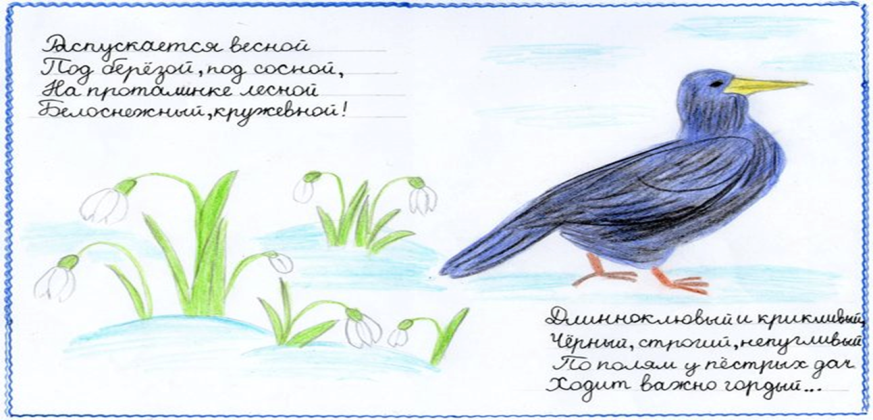 Распускается весной
Под берёзой, под сосной,
На проталинке лесной
Белоснежный, кружевной!
Длинноклювый и крикливый,
Чёрный, строгий, непугливый
По полям у пёстрых дач
Ходит важно гордый...